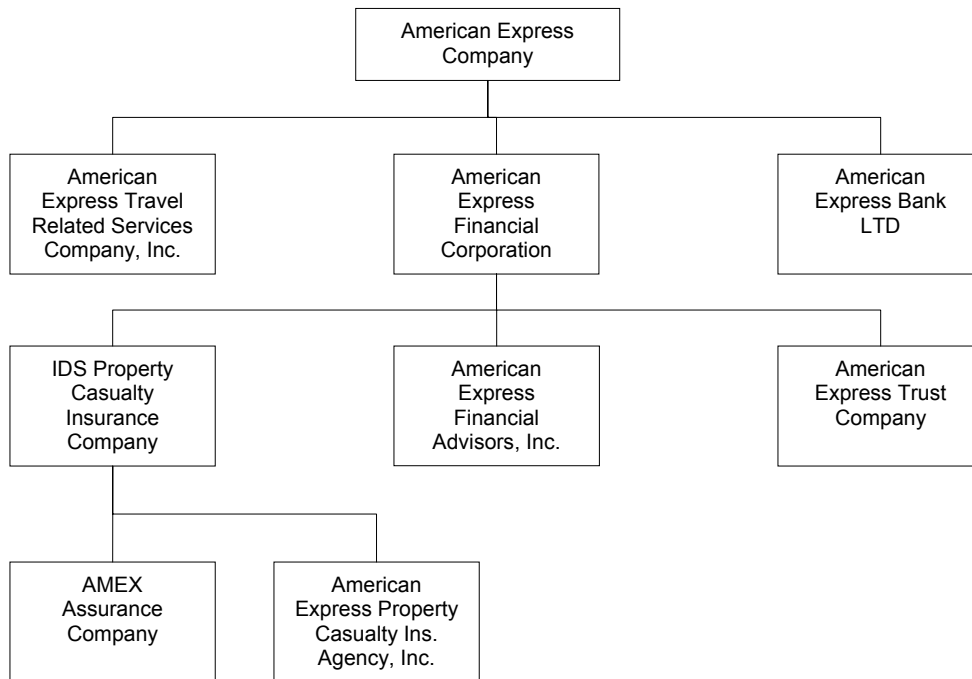 American Express
Company
American
Express Travel
Related Services
Company, Inc.
American
Express
Financial
Corporation
American
Express Bank
LTD
IDS Property
Casualty
Insurance
Company
American
Express
Financial
Advisors, Inc.
American
Express Trust
Company
AMEX
Assurance
Company
American
Express Property
Casualty Ins.
Agency, Inc.